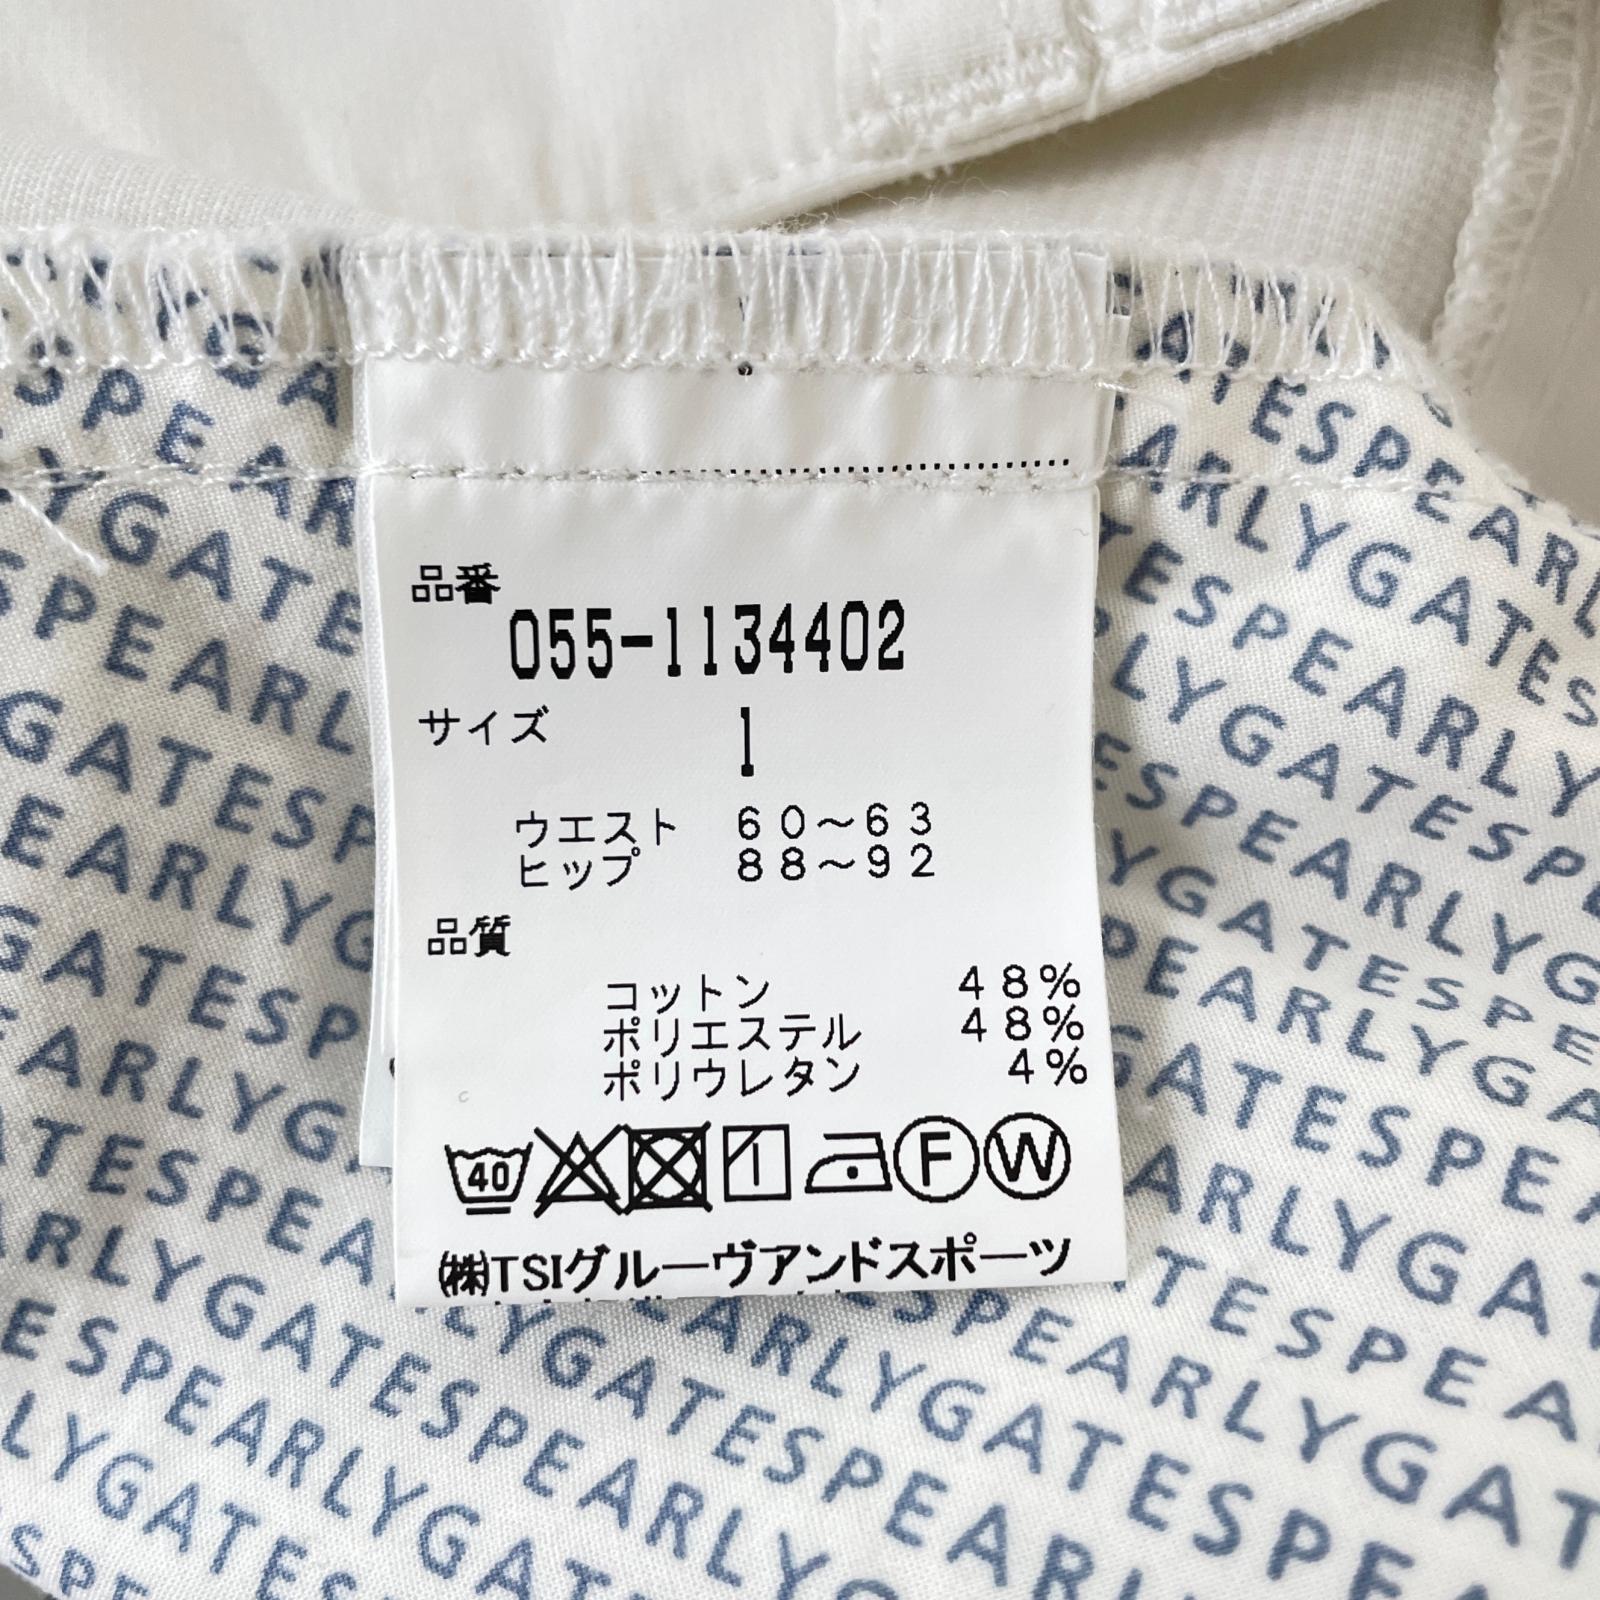 品番
055-1134402
サイズ 1
ウエスト 60～63
ヒップ 88～92
品質
コットン 48%
ポリエステル 48%
ポリウレタン 4%
40 1 F W
㈱TSIグルーヴアンドスポーツ
PEARLYGATES